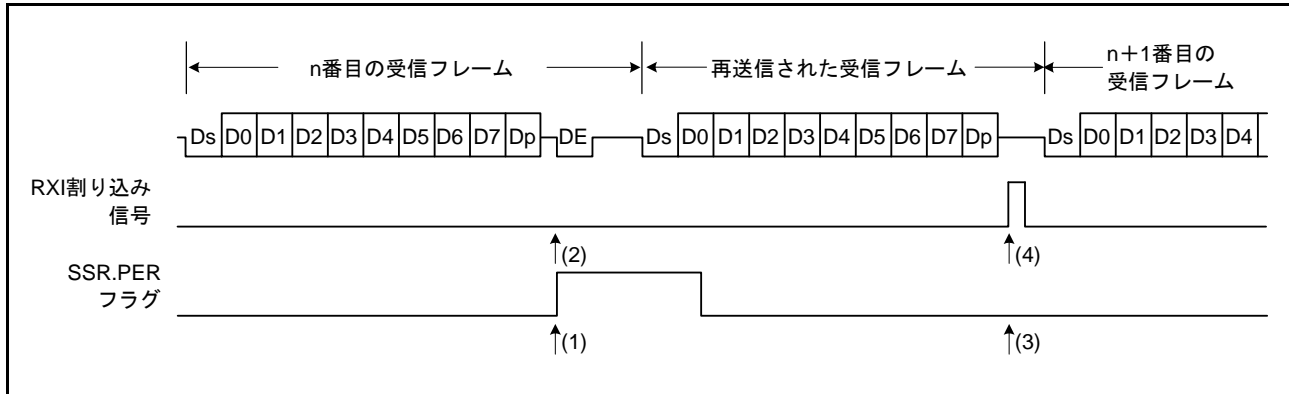 n番目の受信フレーム
再送信された受信フレーム
n＋1番目の
受信フレーム
Ds D0 D1 D2 D3 D4 D5 D6 D7 Dp DE Ds D0 D1 D2 D3 D4 D5 D6 D7 Dp Ds D0 D1 D2 D3 D4
RXI割り込み
信号
(2) (4)
SSR.PER
フラグ
(1) (3)